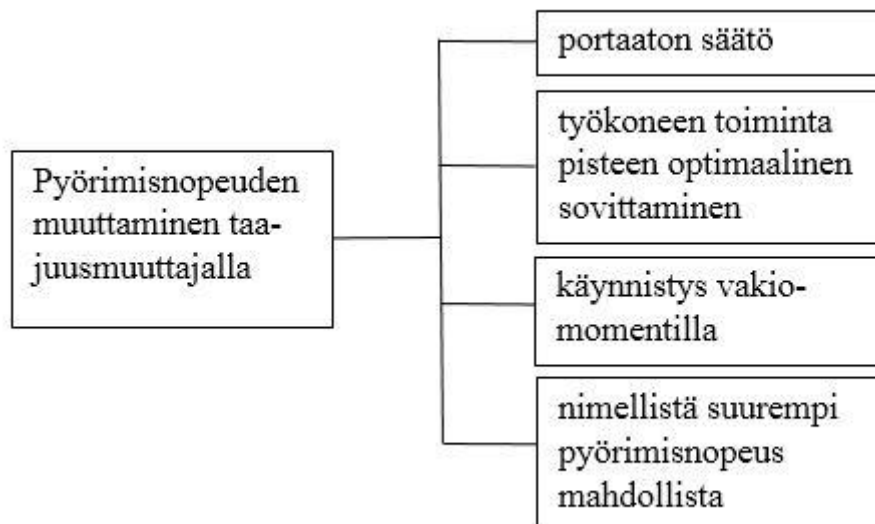 Pyörimisnopeuden
muuttaminen taa-
juusmuuttajalla
portaaton säätö
työkoneen toiminta
pisteen optimaalinen
sovittaminen
käynnistys vakio-
momentilla
nimellistä suurempi
pyörimisnopeus
mahdollista